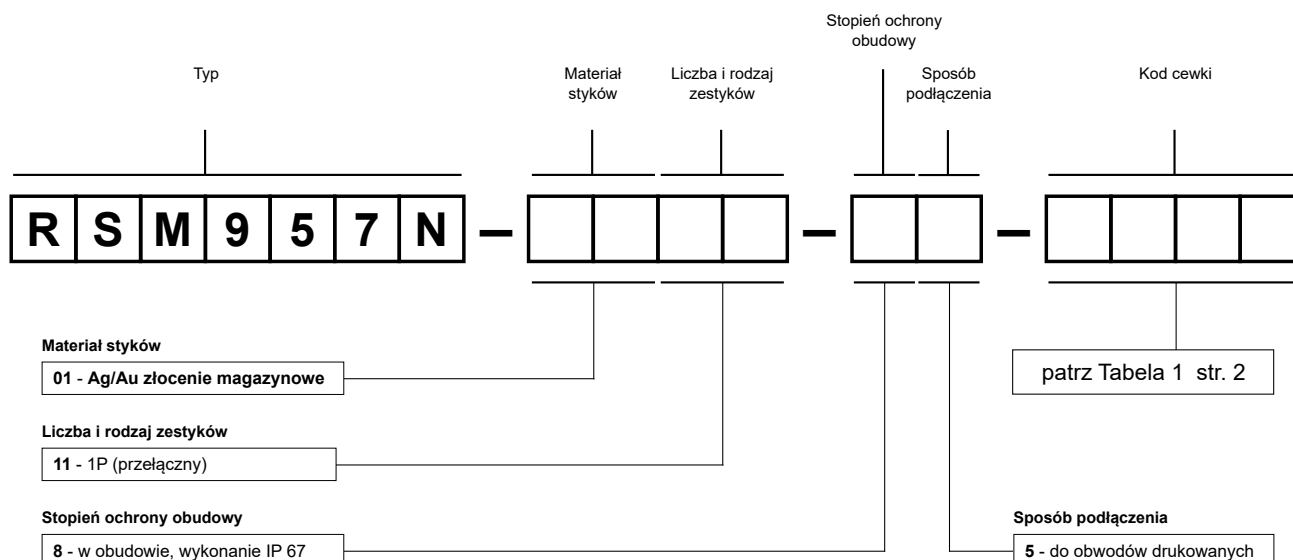 Stopień ochrony
obudowy
Typ
Materiał
styków
Liczba i rodzaj
zestyków
Sposób
podłączenia
Kod cewki
R S M 9 5 7 N – – –
Materiał styków
01 - Ag/Au złocenie magazynowe
patrz Tabela 1 str. 2
Liczba i rodzaj zestyków
11 - 1P (przełączny)
Stopień ochrony obudowy
8 - w obudowie, wykonanie IP 67
Sposób podłączenia
5 - do obwodów drukowanych